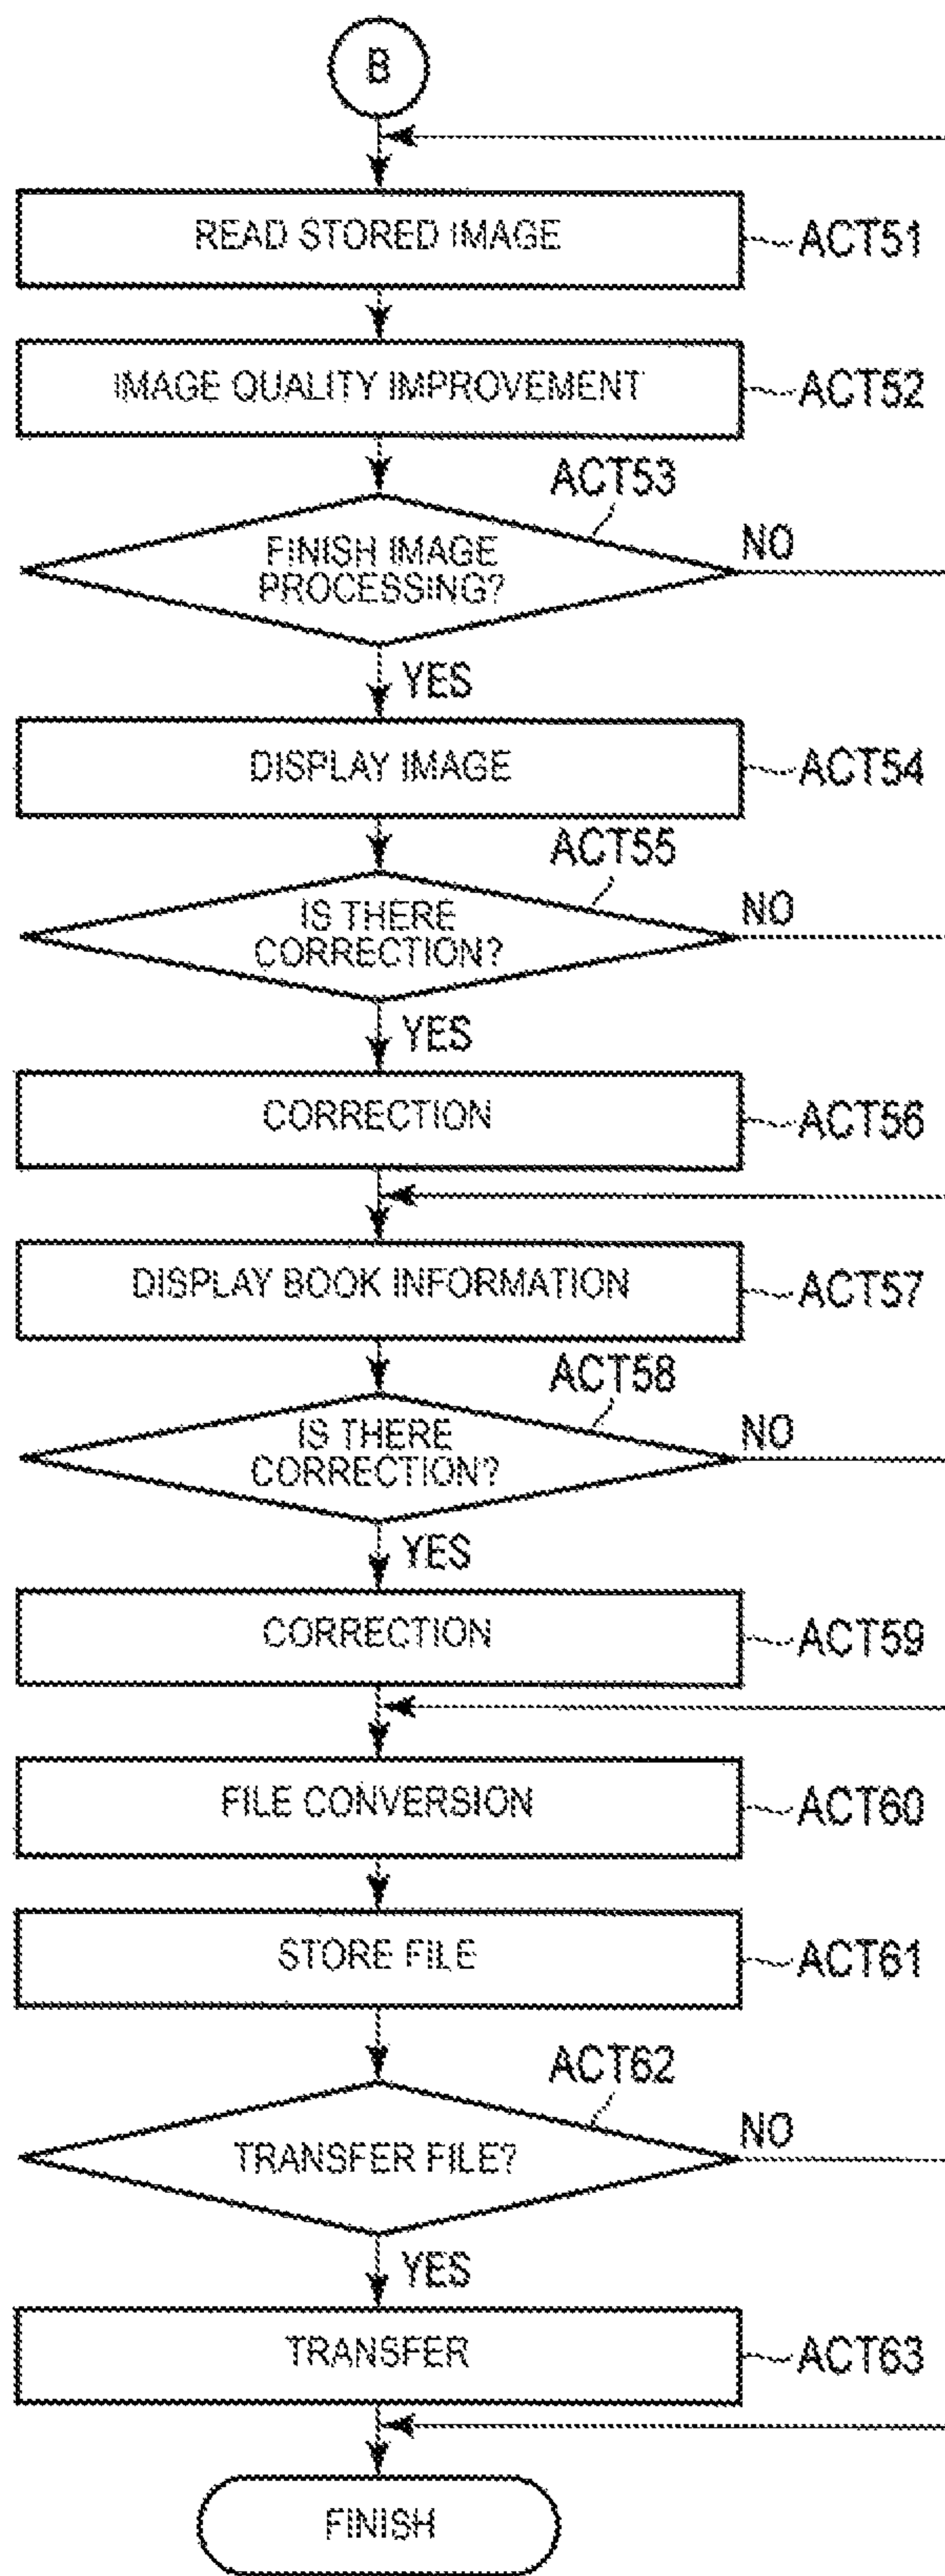 B
READ STORED IMAGE
ACT51
IMAGE QUALITY IMPROVEMENT
ACT52
ACT53
FINISH IMAGE
PROCESSING?
NO
YES
DISPLAY IMAGE
ACT54
ACT55
IS THERE
CORRECTION?
NO
YES
CORRECTION
ACT56
DISPLAY BOOK INFORMATION
ACT57
ACT58
IS THERE
CORRECTION?
NO
YES
CORRECTION
ACT59
FILE CONVERSION
ACT60
STORE FILE
ACT61
ACT62
TRANSFER FILE?
NO
YES
TRANSFER
ACT63
FINISH